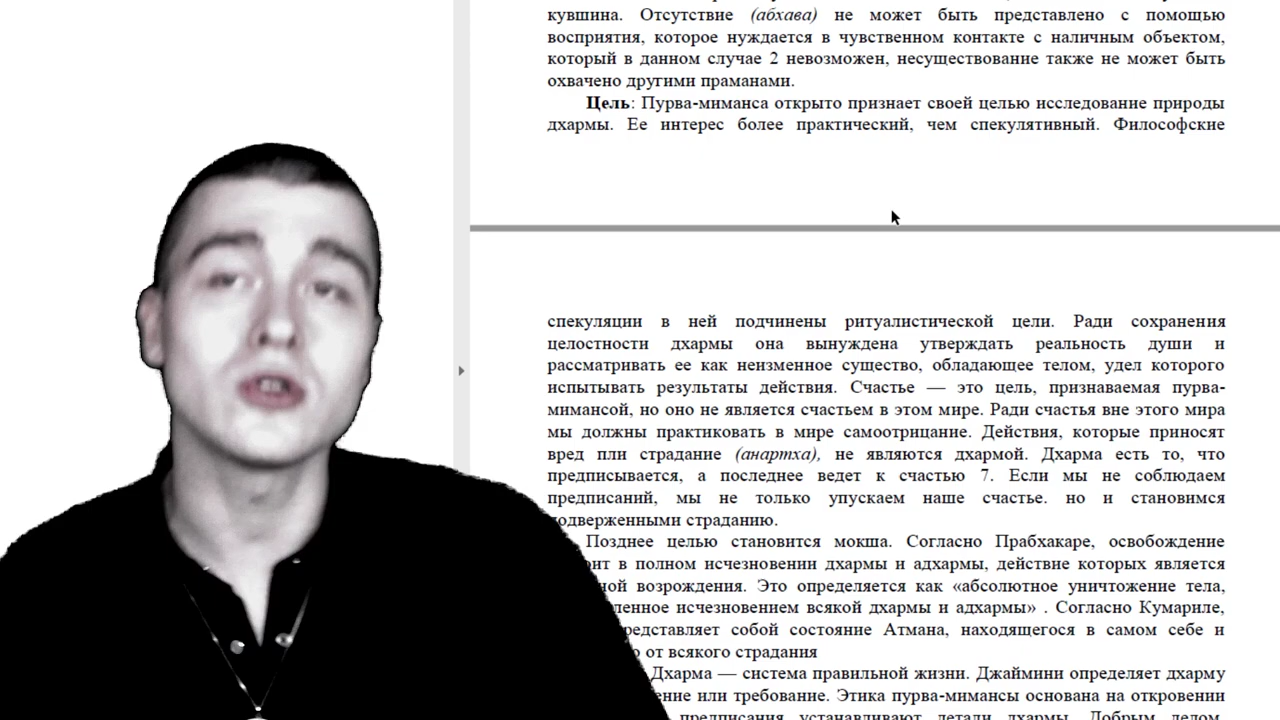 кувшина. Отсутствие (абхава) не может быть представлено с помощью
восприятия, которое нуждается в чувственном контакте с наличным объектом,
который в данном случае 2 невозможен, несуществование также не может быть
охвачено другими праманами.
Цель: Пурва-миманса открыто признает своей целью исследование природы
дхармы. Ее интерес более практический, чем спекулятивный. Философские
спекуляции в ней подчинены ритуалистической цели. Ради сохранения
целостности дхармы она вынуждена утверждать реальность души и
рассматривать ее как неизменное существо, обладающее телом, удел которого
испытывать результаты действия. Счастье — это цель, признаваемая пурва-
мимансой, но оно не является счастьем в этом мире. Ради счастья вне этого мира
мы должны практиковать в мире самоотрицание. Действия, которые приносят
вред пли страдание (анартха), не являются дхармой. Дхарма есть то, что
предписывается, а последнее ведет к счастью 7. Если мы не соблюдаем
предписаний, мы не только упускаем наше счастье. но и становимся
подверженными страданию.
Позднее целью становится мокша. Согласно Прабхакаре, освобождение
в полном исчезновении дхармы и адхармы, действие которых является
возрождения. Это определяется как «абсолютное уничтожение тела,
исчезновением всякой дхармы и адхармы» . Согласно Кумариле,
представляет собой состояние Атмана, находящегося в самом себе и
от всякого страдания
Дхарма — система правильной жизни. Джаймини определяет дхарму
или требование. Этика пурва-мимансы основана на откровении
предписания устанавливают детали дхармы. Добрым делом,